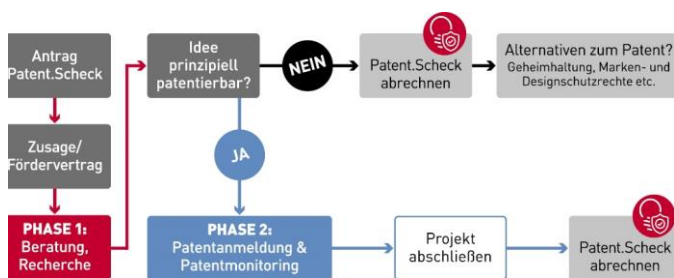 Antrag
Patent.Scheck
Zusage/
Fördervertrag
PHASE 1:
Beratung,
Recherche
Idee
prinzipiell
patentierbar?
NEIN
Patent.Scheck
abrechnen
Alternativen zum Patent?
Geheimhaltung, Marken- und
Designschutzrechte etc.
JA
PHASE 2:
Patentanmeldung &
Patentmonitoring
Projekt
abschließen
Patent.Scheck
abrechnen